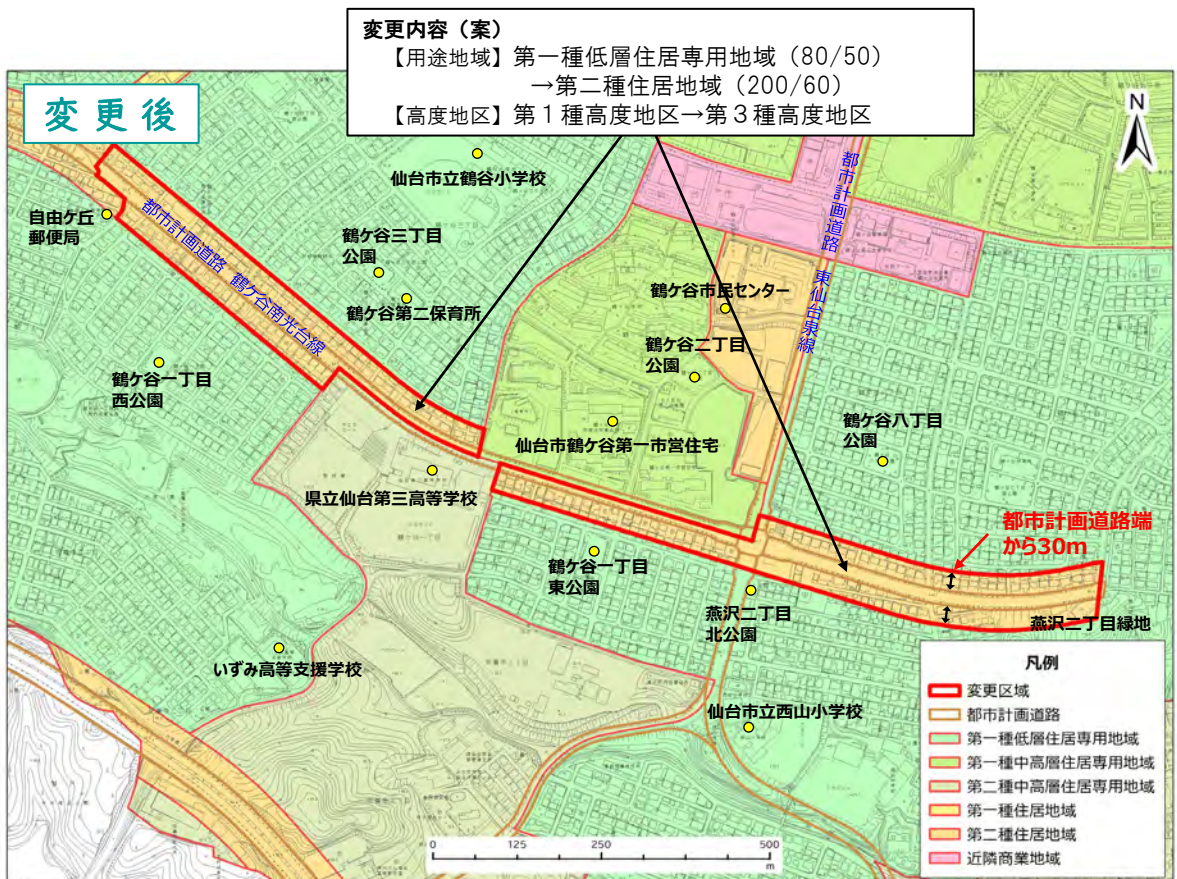 変更内容（案）
【用途地域】第一種低層住居専用地域（80/50）
→第二種住居地域（200/60）
【高度地区】第１種高度地区→第３種高度地区
変更後
N
仙台市立鶴谷小学校
都市計画道路 東仙台泉線
自由ケ丘
郵便局
都市計画道路 鶴ケ谷南光台線
鶴ケ谷三丁目
公園
鶴ケ谷第二保育所
鶴ケ谷市民センター
鶴ケ谷二丁目
公園
鶴ケ谷一丁目
西公園
仙台市鶴ケ谷第一市営住宅
鶴ケ谷八丁目
公園
県立仙台第三高等学校
都市計画道路端
から30m
鶴ケ谷一丁目
東公園
燕沢二丁目
北公園
燕沢二丁目緑地
いずみ高等支援学校
仙台市立西山小学校
凡例
変更区域
都市計画道路
第一種低層住居専用地域
第一種中高層住居専用地域
第二種中高層住居専用地域
第一種住居地域
第二種住居地域
近隣商業地域
0 125 250 500
m